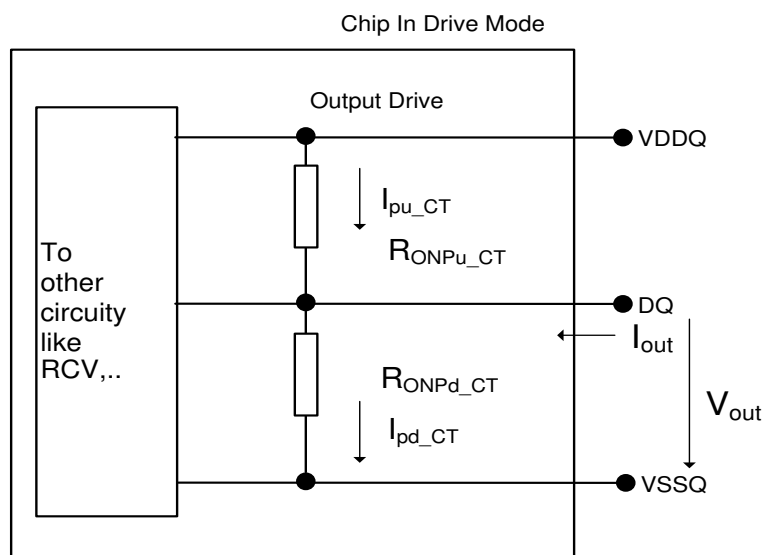 Chip In Drive Mode
Output Drive
VDDQ
Ipu_CT
RONPu_CT
To
other
circuity
like
RCV,..
DQ
Iout
RONPd_CT
Vout
Ipd_CT
VSSQ